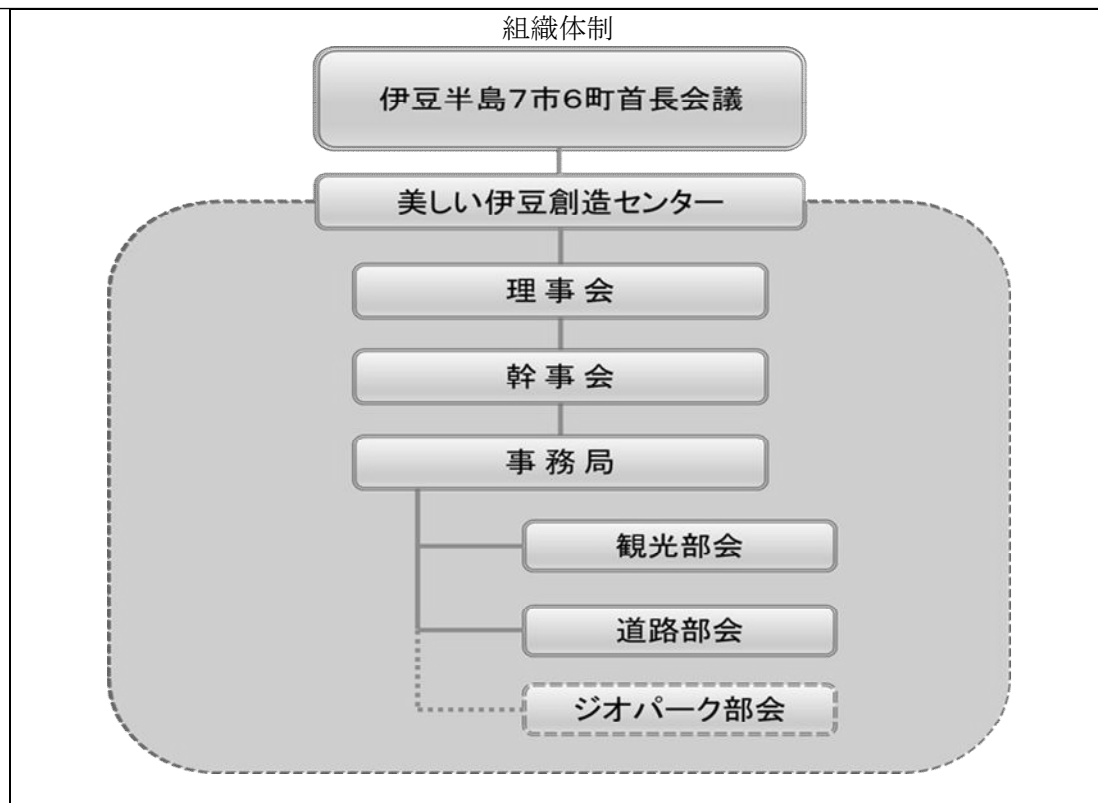 組織体制
伊豆半島７市６町首長会議
美しい伊豆創造センター
理 事 会
幹 事 会
事 務 局
観光部会
道路部会
ジオパーク部会